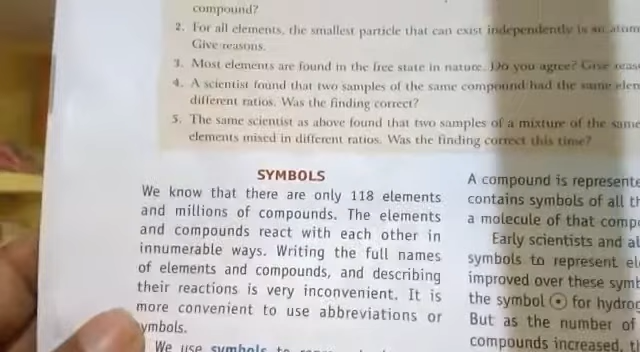 compound?
2. For all elements, the smallest particle that can exist independently is an atom
Give reasons.
3. Most elements are found in the free state in nature. Do you agree? Give
4. A scientist found that two samples of the same compound had the same
different ratios. Was the finding correct?
5. The same scientist as above found that two samples of a mixture of the same
elements mixed in different ratios. Was the finding correct this time?
SYMBOLS
We know that there are only 118 elements
and millions of compounds. The elements
and compounds react with each other in
innumerable ways. Writing the full names
of elements and compounds, and describing
their reactions is very inconvenient. It is
more convenient to use abbreviations or
ymbols.
We use symbols to
A compound is represente
contains symbols of all
a molecule of that
Early scientists and
symbols to represent
improved over these
the symbol ⊙ for
But as the number of
compounds increased,